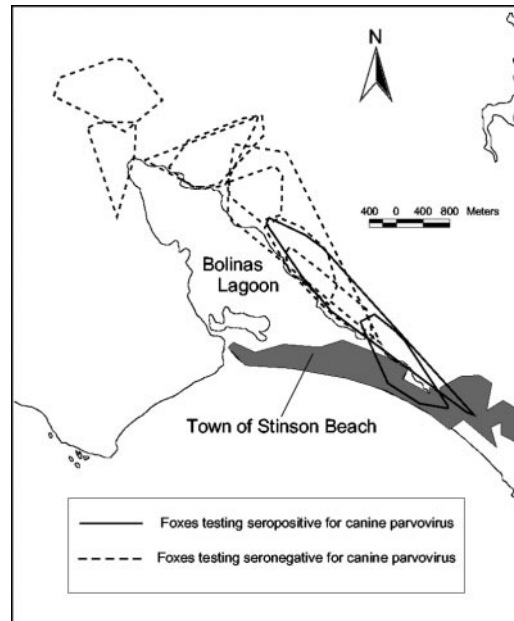 N
400 0 400 800 Meters
Bolinas
Lagoon
Town of Stinson Beach
Foxes testing seropositive for canine parvovirus
Foxes testing seronegative for canine parvovirus